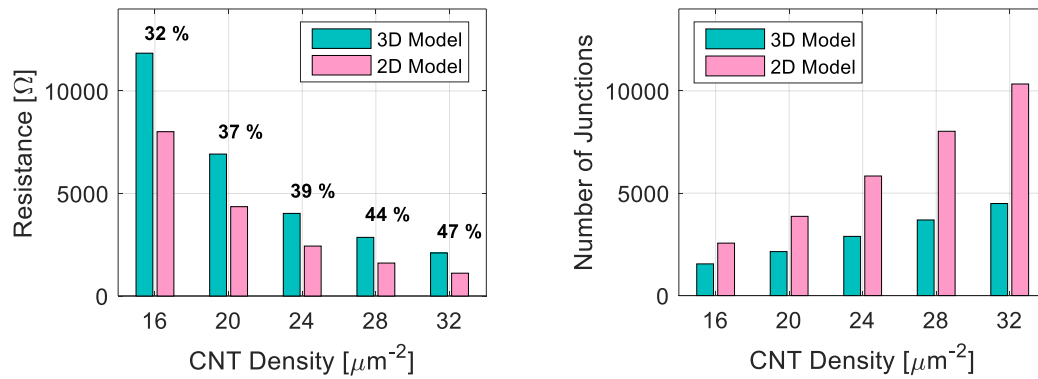 3D Model
2D Model
32 %
37 %
39 %
44 %
47 %
10000
5000
0
Resistance [Ω]
16 20 24 28 32
CNT Density [μm-2]
3D Model
2D Model
10000
5000
0
Number of Junctions
16 20 24 28 32
CNT Density [μm-2]